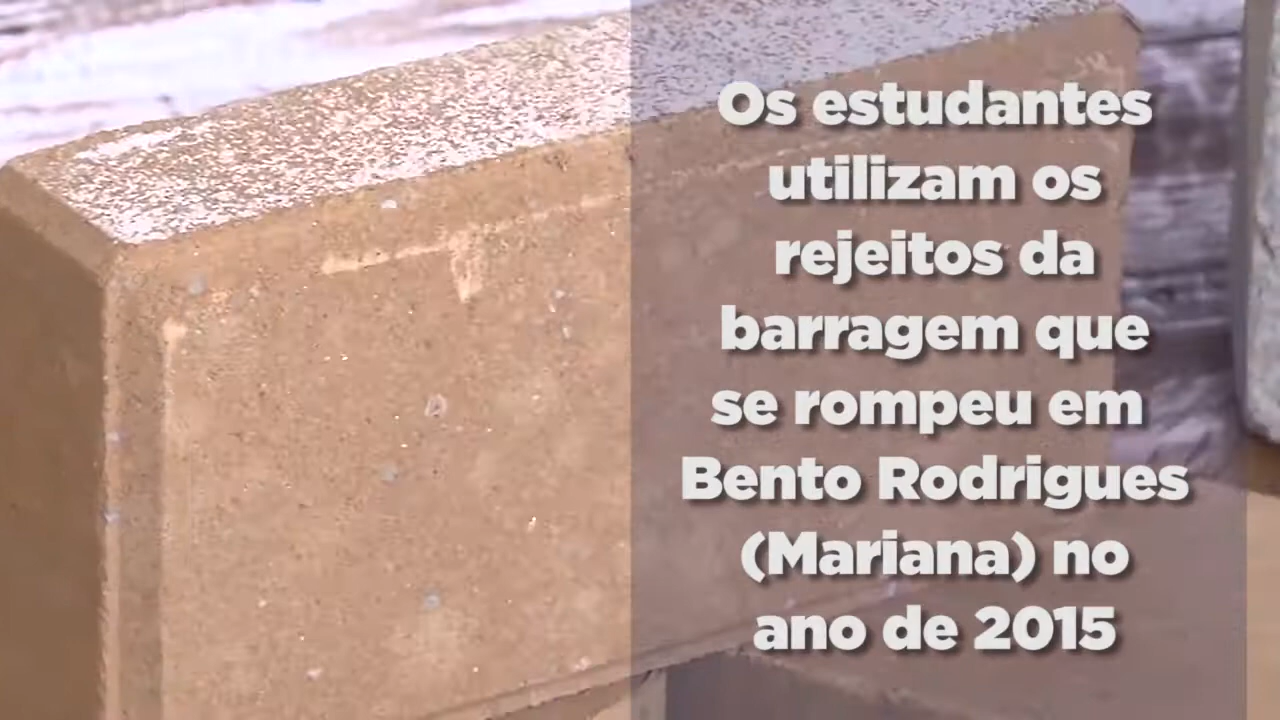 Os estudantes
utilizam os
rejeitos da
barragem que
se rompeu em
Bento Rodrigues
(Mariana) no
ano de 2015